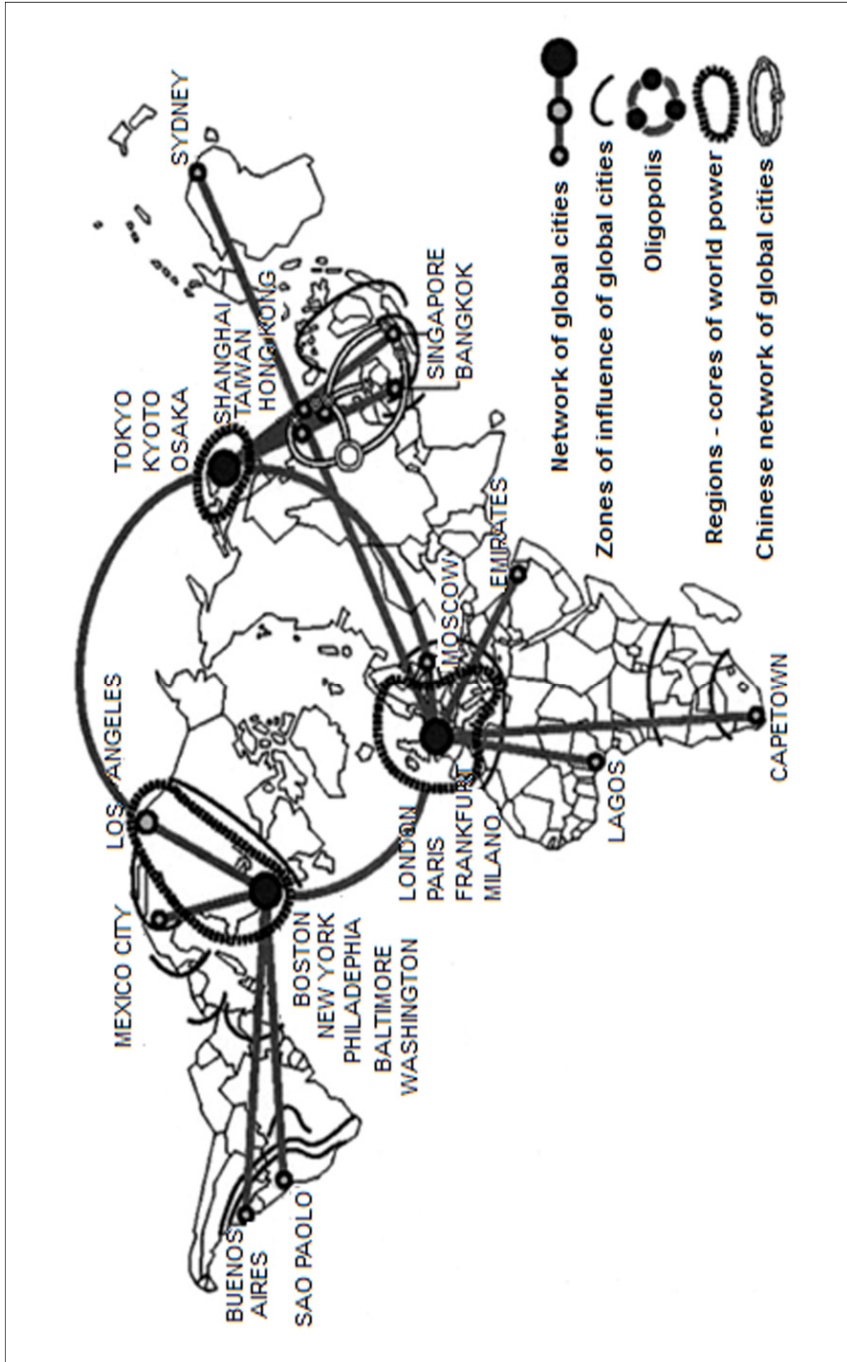 SYDNEY
TOKYO
KYOTO
OSAKA
SHANGHAI
TAIWAN
HONG KONG
SINGAPORE
BANGKOK
LOS ANGELES
MEXICO CITY
MOSCOW
EMIRATES
BOSTON
NEW YORK
PHILADEPHIA
BALTIMORE
WASHINGTON
LONDON
PARIS
FRANKFURT
MILANO
BUENOS
AIRES
SAO PAOLO
LAGOS
CAPETOWN
Network of global cities
Zones of influence of global cities
Oligopolis
Regions - cores of world power
Chinese network of global cities